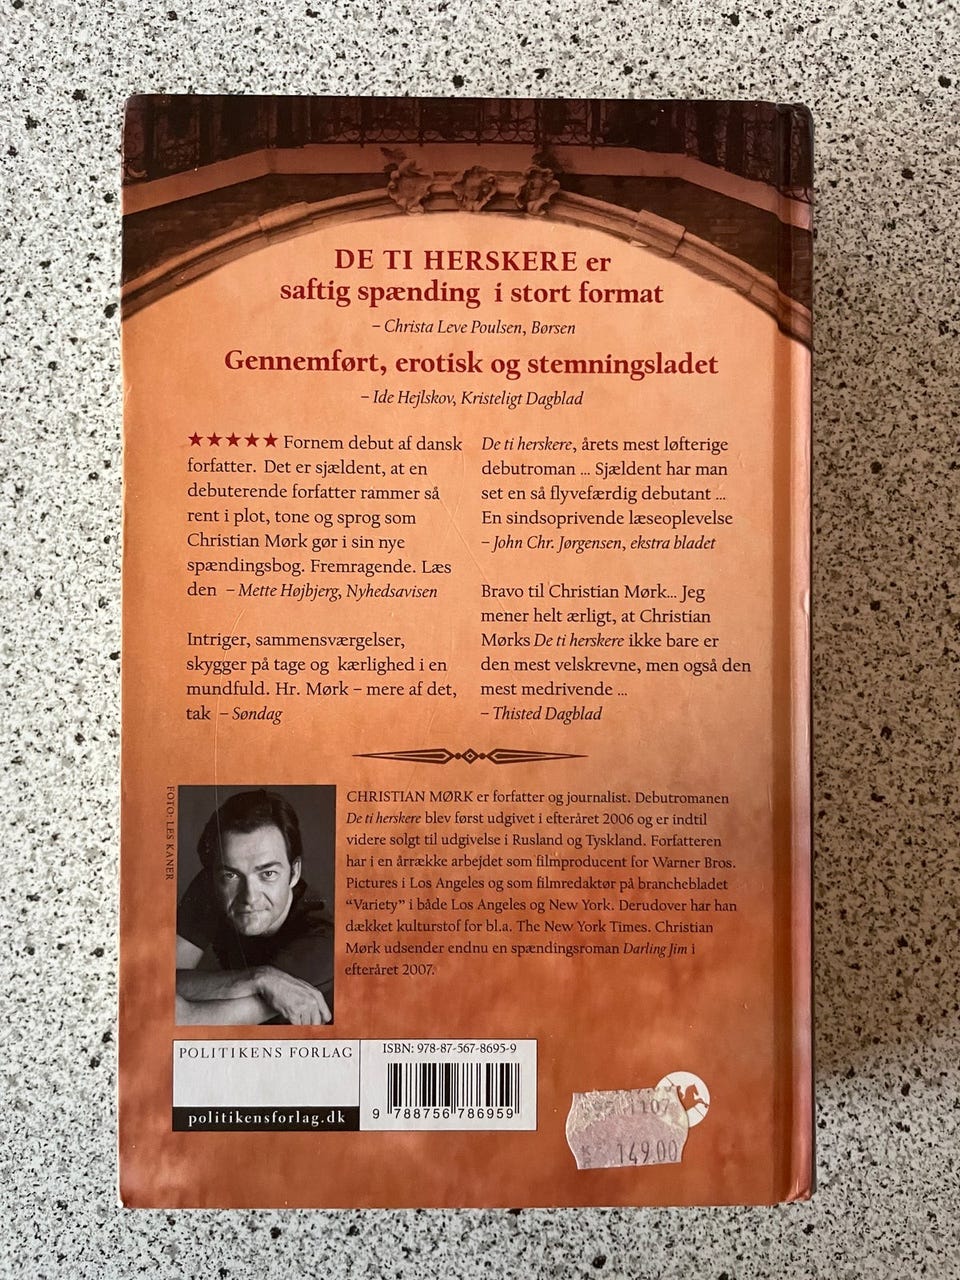 DE TI HERSKERE er
saftig spænding i stort format
– Christa Leve Poulsen, Børsen
Gennemført, erotisk og stemningsladet
– Ide Hejlskov, Kristeligt Dagblad
★★★★★ Fornem debut af dansk
forfatter. Det er sjældent, at en
debuterende forfatter rammer så
rent i plot, tone og sprog som
Christian Mørk gør i sin nye
spændingsbog. Fremragende. Læs
den – Mette Højbjerg, Nyhedsavisen
Intriger, sammensværgelser,
skygger på tage og kærlighed i en
mundfuld. Hr. Mørk – mere af det,
tak – Søndag
De ti herskere, årets mest løfterige
debutroman ... Sjældent har man
set en så flyvefærdig debutant ...
En sindsoprivende læseoplevelse
– John Chr. Jørgensen, ekstra bladet
Bravo til Christian Mørk... Jeg
mener helt ærligt, at Christian
Mørks De ti herskere ikke bare er
den mest velskrevne, men også den
mest medrivende ...
– Thisted Dagblad
FOTO: LES KANER
CHRISTIAN MØRK er forfatter og journalist. Debutromanen
De ti herskere blev først udgivet i efteråret 2006 og er indtil
videre solgt til udgivelse i Rusland og Tyskland. Forfatteren
har i en årrække arbejdet som filmproducent for Warner Bros.
Pictures i Los Angeles og som filmredaktør på branchebladet
“Variety” i både Los Angeles og New York. Derudover har han
dækket kulturstof for bl.a. The New York Times. Christian
Mørk udsender endnu en spændingsroman Darling Jim i
efteråret 2007.
POLITIKENS FORLAG
politikensforlag.dk
ISBN: 978-87-567-8695-9
9 788756 786959
149.00